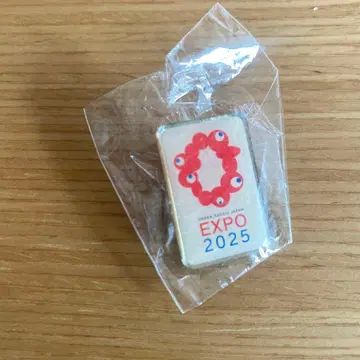 OSAKA, KANSAI, JAPAN
EXPO
2025